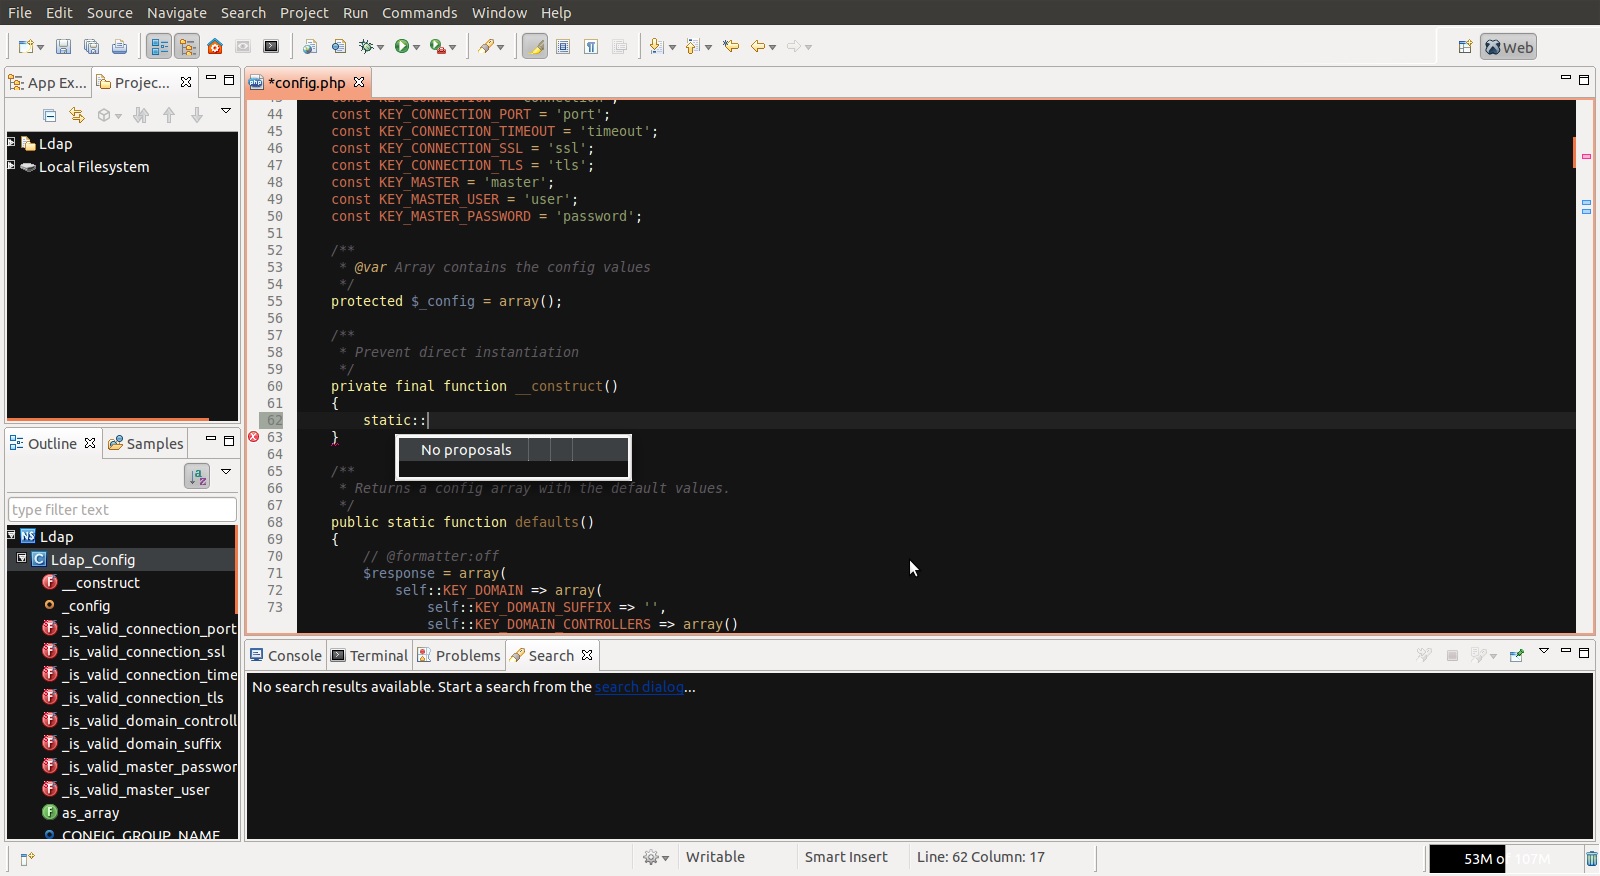 File Edit Source Navigate Search Project Run Commands Window Help
Web
App Ex... Projec...
*config.php
Ldap
Local Filesystem
44 const KEY_CONNECTION_PORT = 'port';
45 const KEY_CONNECTION_TIMEOUT = 'timeout';
46 const KEY_CONNECTION_SSL = 'ssl';
47 const KEY_CONNECTION_TLS = 'tls';
48 const KEY_MASTER = 'master';
49 const KEY_MASTER_USER = 'user';
50 const KEY_MASTER_PASSWORD = 'password';
51
52 /**
53 * @var Array contains the config values
54 */
55 protected $_config = array();
56
57 /**
58 * Prevent direct instantiation
59 */
60 private final function __construct()
61 {
62 static::
63 }
No proposals
64
65 /**
66 * Returns a config array with the default values.
67 */
68 public static function defaults()
69 {
70 // @formatter:off
71 $response = array(
72 self::KEY_DOMAIN => array(
73 self::KEY_DOMAIN_SUFFIX => '',
self::KEY_DOMAIN_CONTROLLERS => array()
Outline Samples
type filter text
Ldap
Ldap_Config
__construct
_config
_is_valid_connection_port
_is_valid_connection_ssl
_is_valid_connection_time
_is_valid_connection_tls
_is_valid_domain_controll
_is_valid_domain_suffix
_is_valid_master_passwor
_is_valid_master_user
as_array
CONFIG_GROUP_NAME
Console Terminal Problems Search
No search results available. Start a search from the search dialog...
Writable Smart Insert Line: 62 Column: 17
53M o 107M